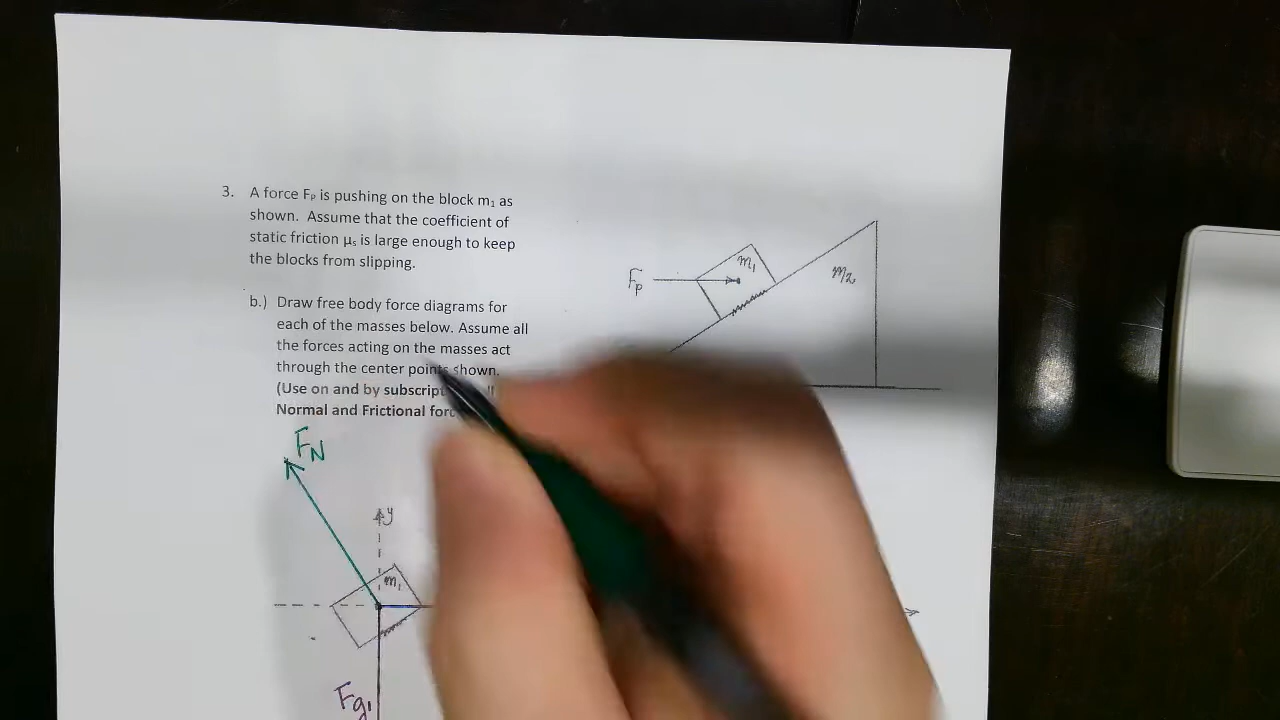 3. A force Fₚ is pushing on the block m₁ as
shown. Assume that the coefficient of
static friction μₛ is large enough to keep
the blocks from slipping.
b.) Draw free body force diagrams for
each of the masses below. Assume all
the forces acting on the masses act
through the center points shown.
(Use on and by
Normal and Frictional
Fₚ
m₁
m₂
F_N
y
m₁
F_g₁